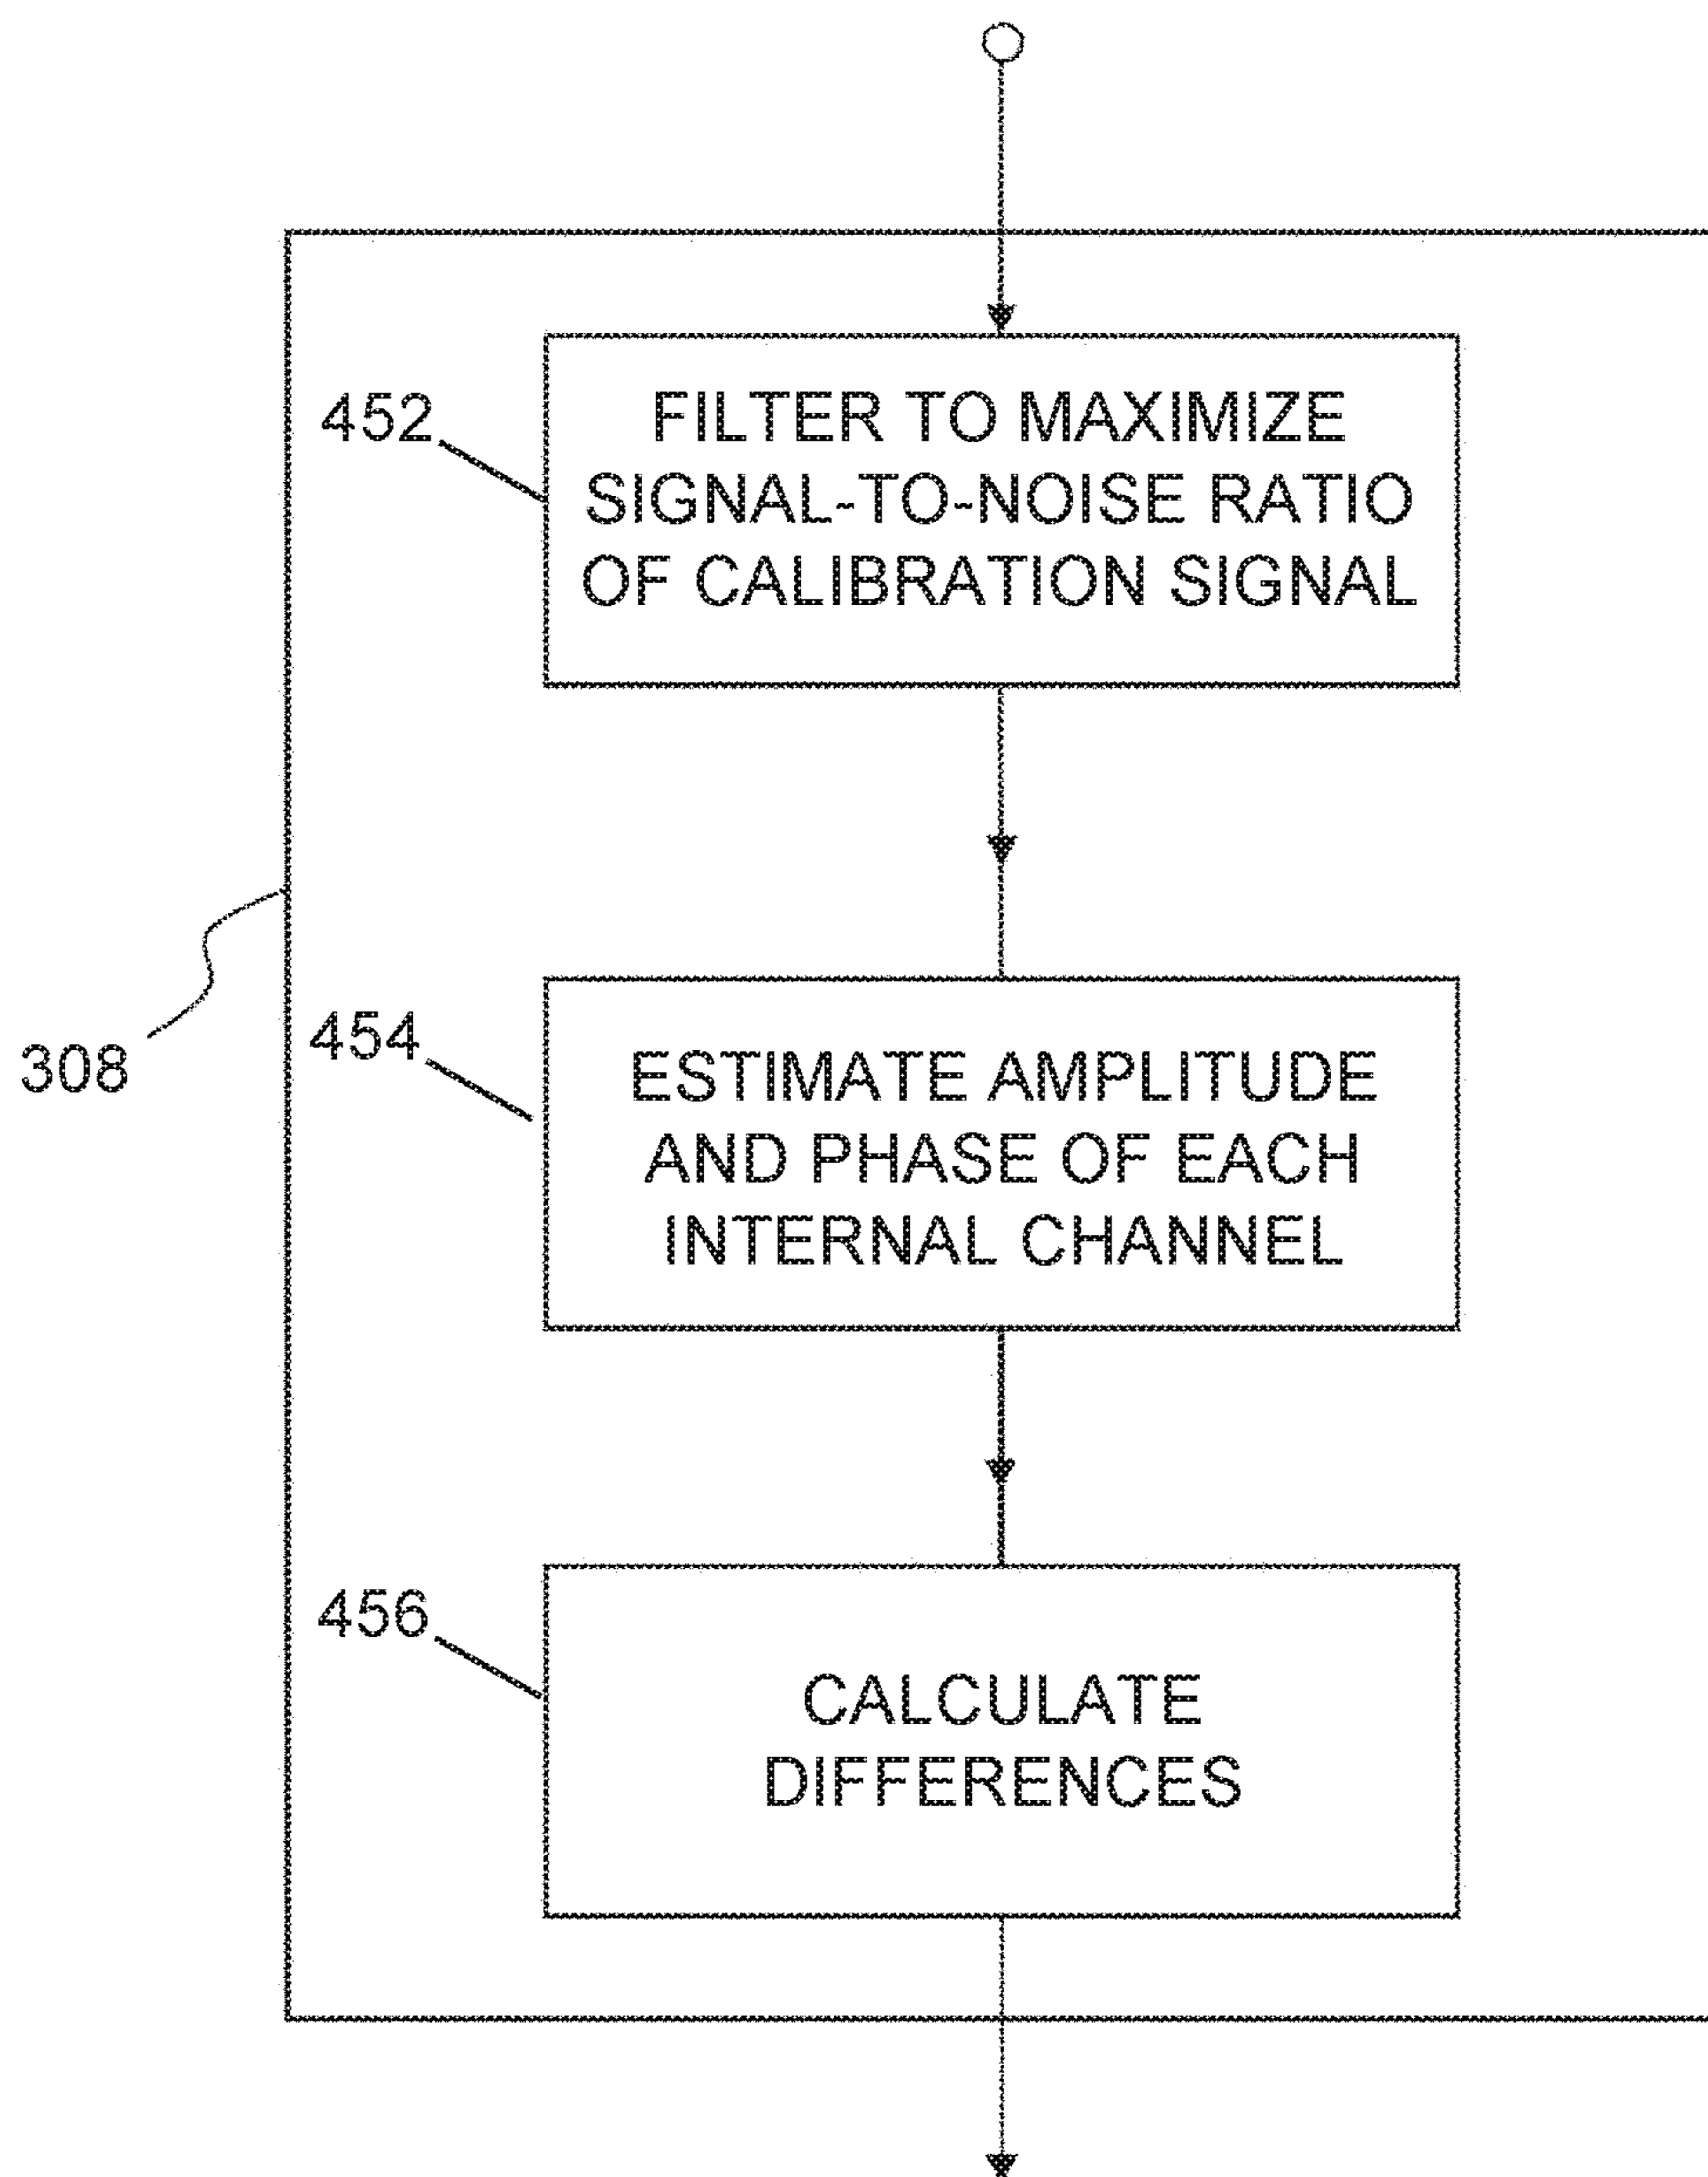 452
FILTER TO MAXIMIZE
SIGNAL-TO-NOISE RATIO
OF CALIBRATION SIGNAL
308
454
ESTIMATE AMPLITUDE
AND PHASE OF EACH
INTERNAL CHANNEL
456
CALCULATE
DIFFERENCES